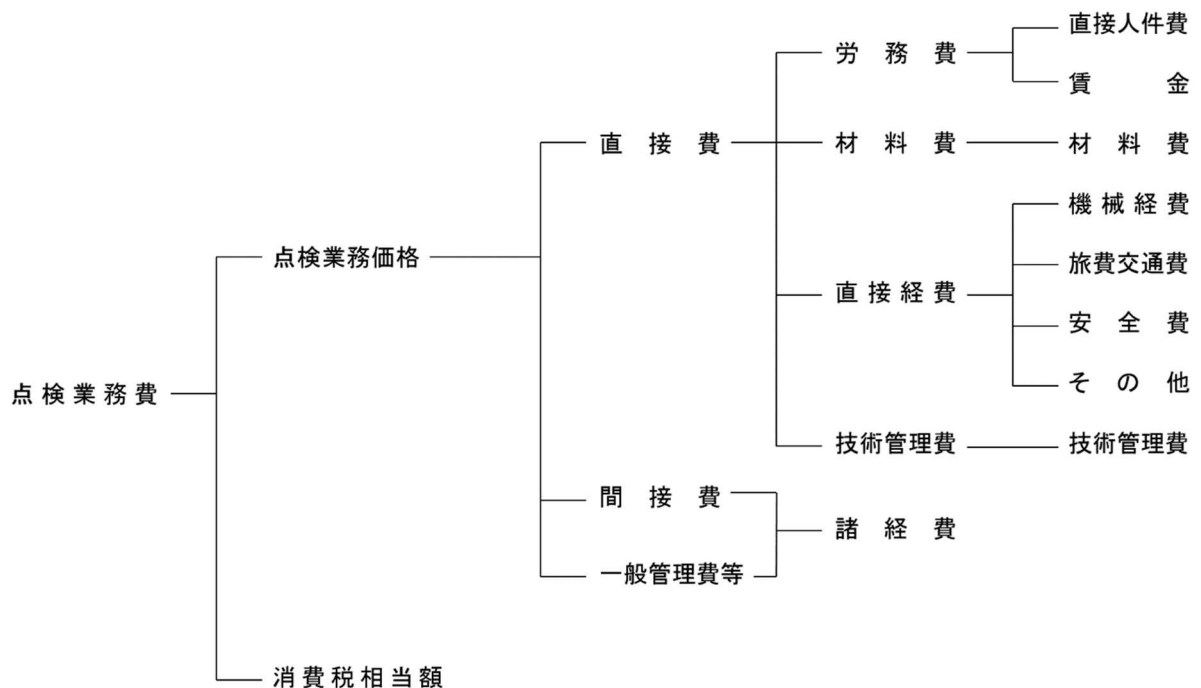 直接人件費
労務費
賃金
直接費
材料費
材料費
機械経費
点検業務価格
旅費交通費
直接経費
安全費
その他
点検業務費
技術管理費
技術管理費
間接費
諸経費
一般管理費等
消費税相当額